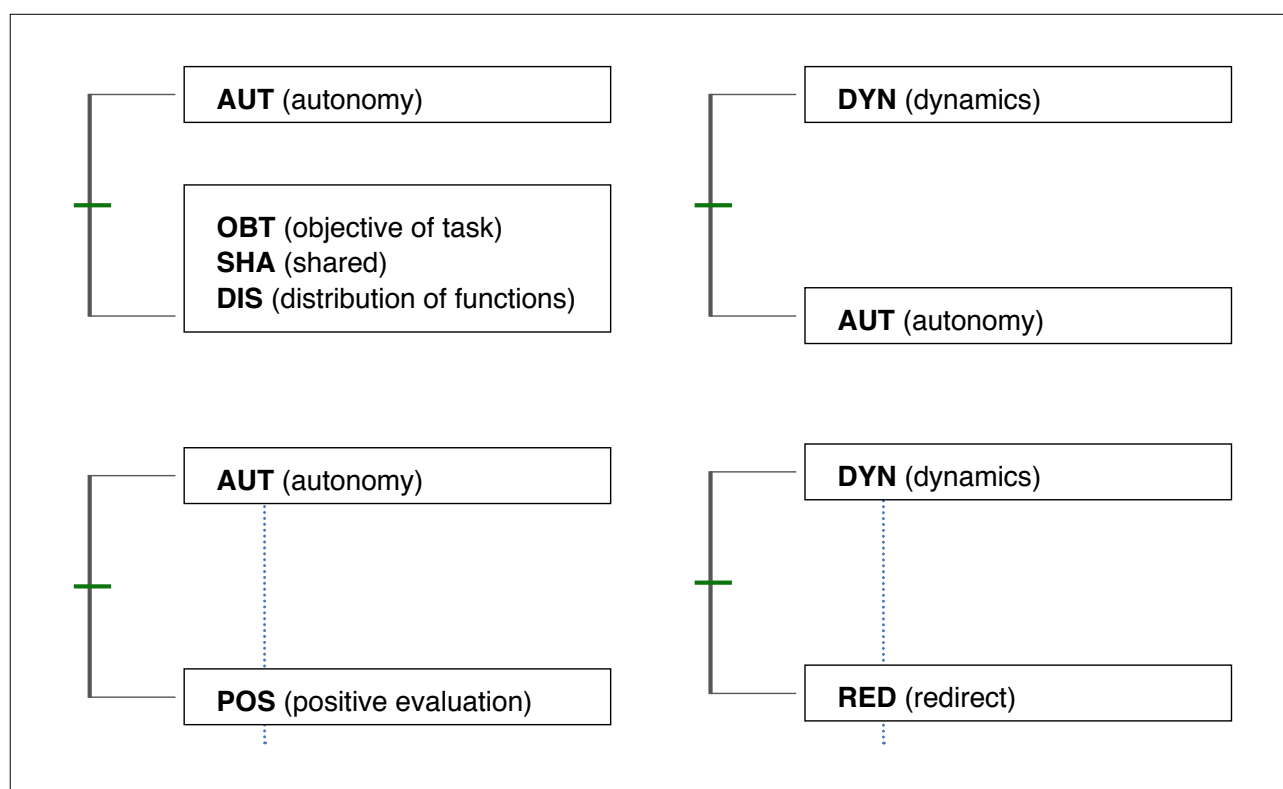 AUT (autonomy)
OBT (objective of task)
SHA (shared)
DIS (distribution of functions)
DYN (dynamics)
AUT (autonomy)
AUT (autonomy)
POS (positive evaluation)
DYN (dynamics)
RED (redirect)